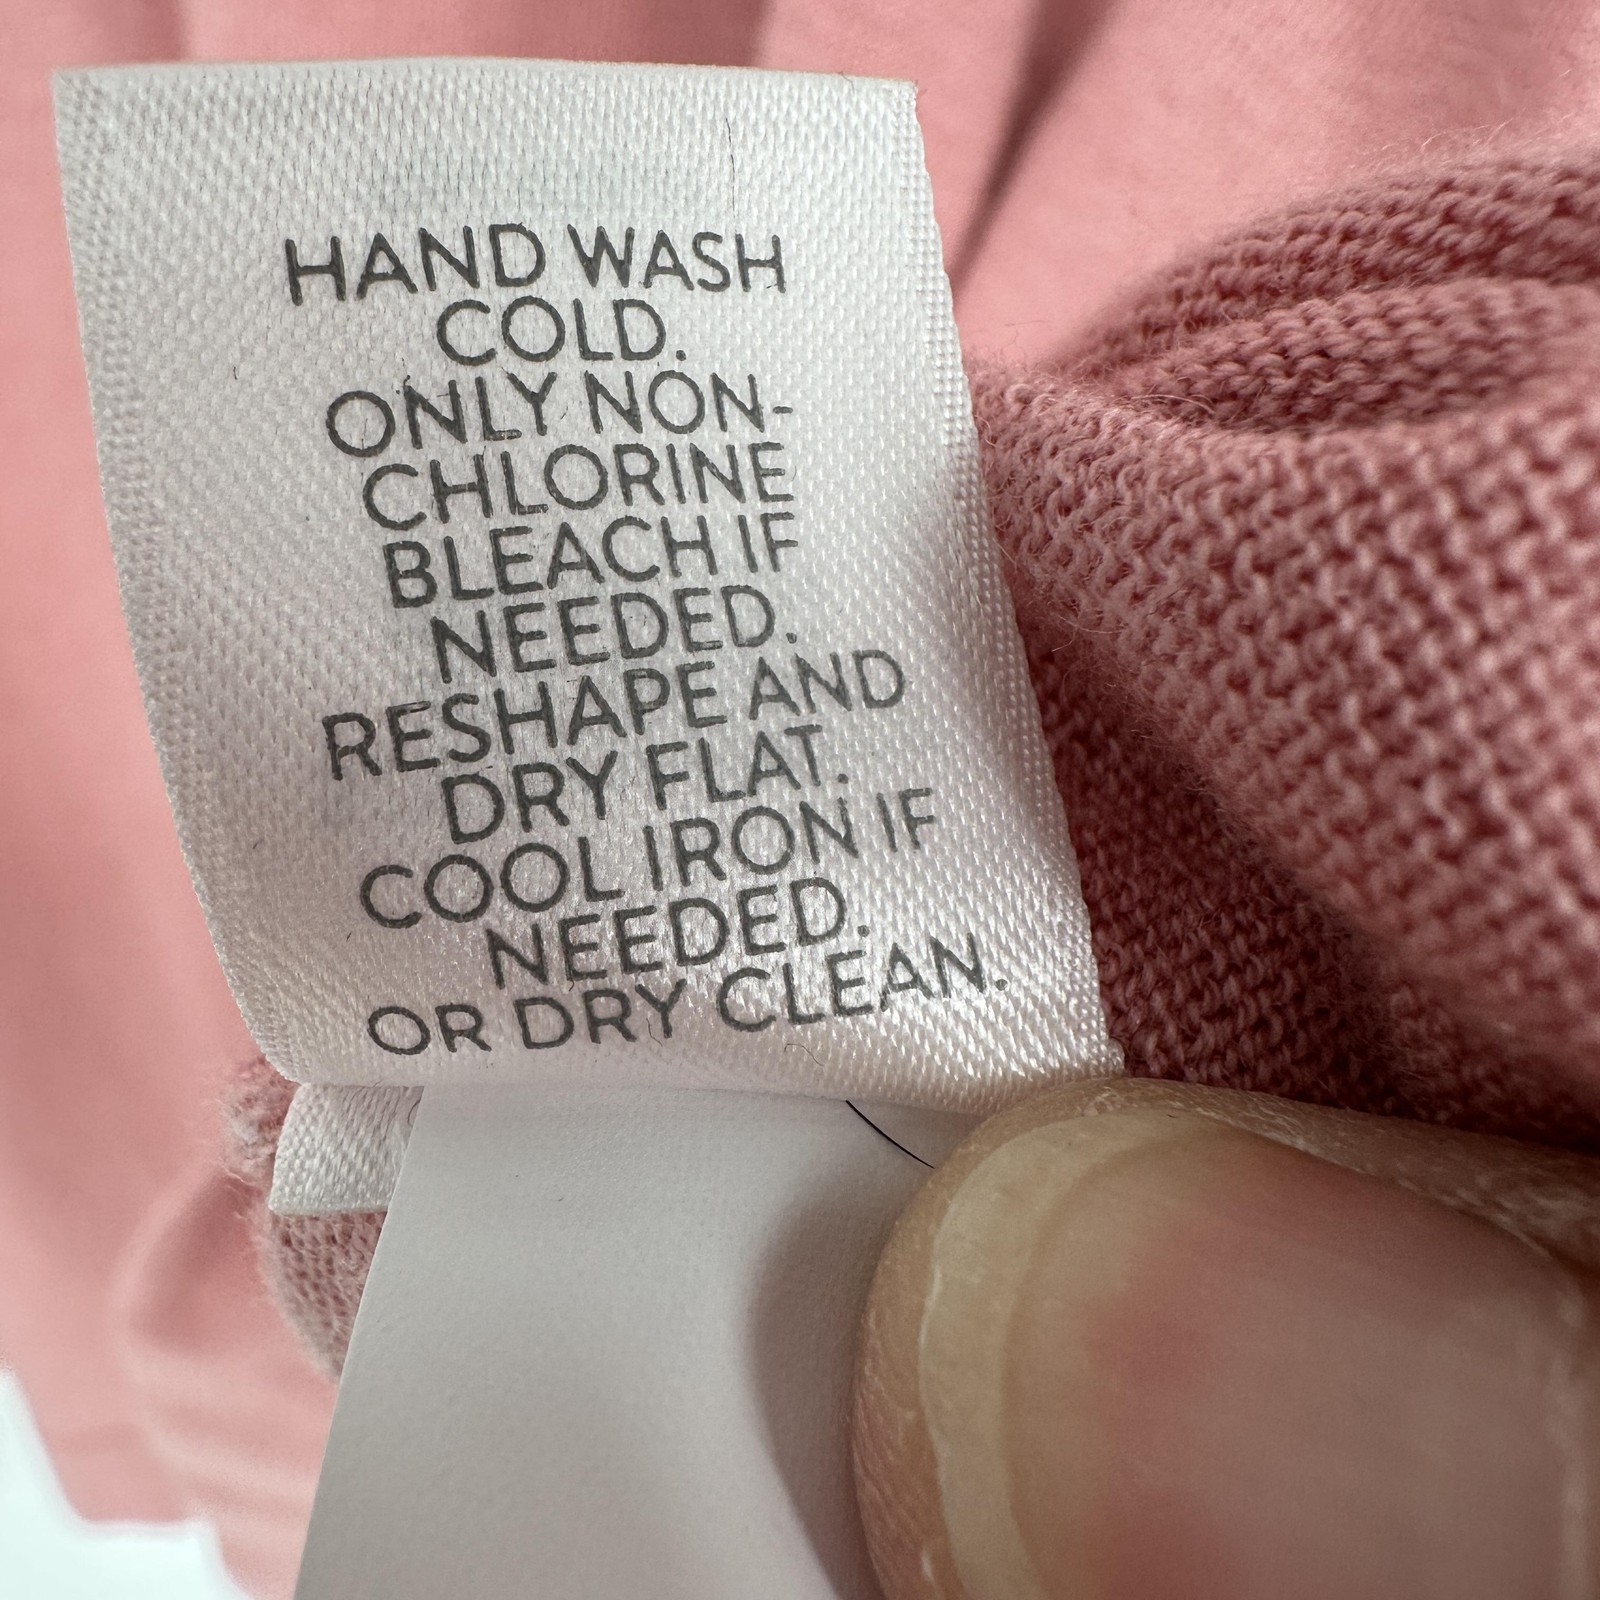 HAND WASH
COLD.
ONLY NON-
CHLORINE
BLEACH IF
NEEDED.
RESHAPE AND
DRY FLAT.
COOL IRON IF
NEEDED.
OR DRY CLEAN.